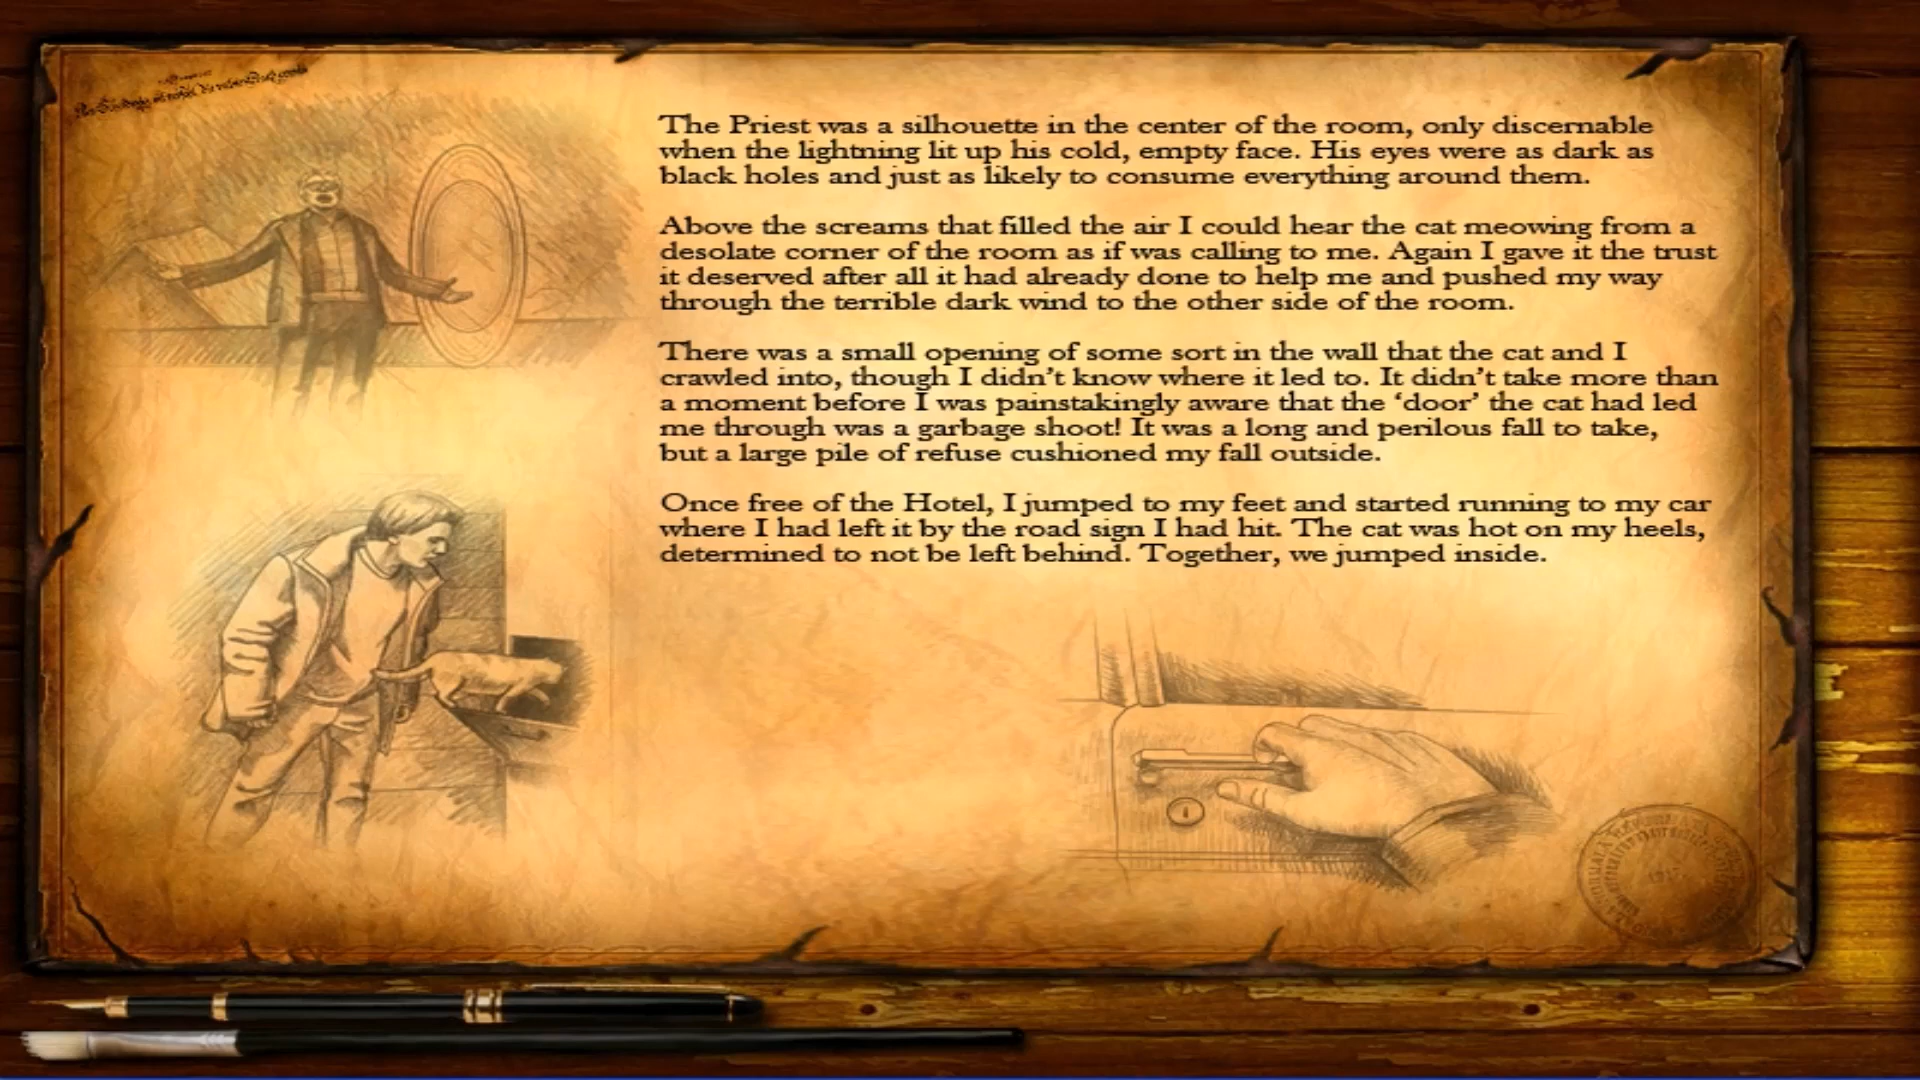 The Priest was a silhouette in the center of the room, only discernable
when the lightning lit up his cold, empty face. His eyes were as dark as
black holes and just as likely to consume everything around them.
Above the screams that filled the air I could hear the cat meowing from a
desolate corner of the room as if was calling to me. Again I gave it the trust
it deserved after all it had already done to help me and pushed my way
through the terrible dark wind to the other side of the room.
There was a small opening of some sort in the wall that the cat and I
crawled into, though I didn't know where it led to. It didn't take more than
a moment before I was painstakingly aware that the ‘door’ the cat had led
me through was a garbage shoot! It was a long and perilous fall to take,
but a large pile of refuse cushioned my fall outside.
Once free of the Hotel, I jumped to my feet and started running to my car
where I had left it by the road sign I had hit. The cat was hot on my heels,
determined to not be left behind. Together, we jumped inside.